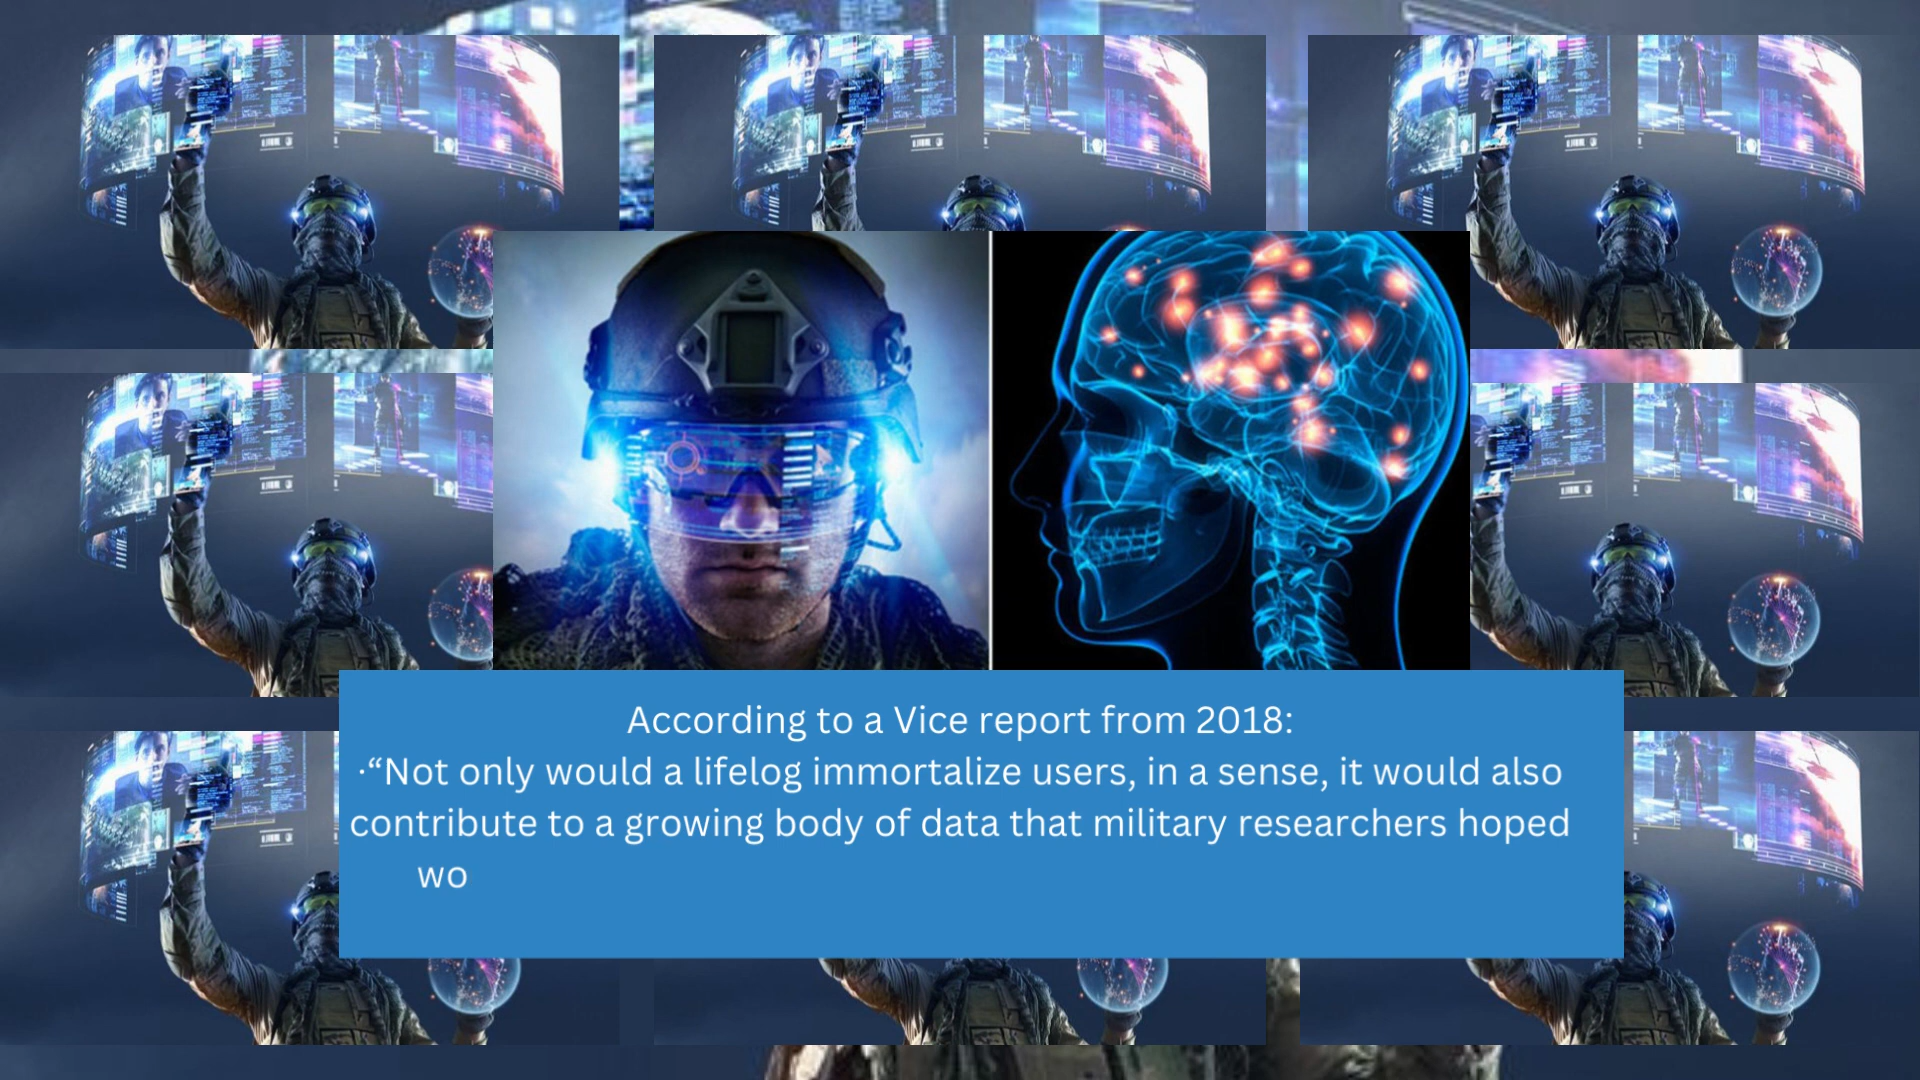 According to a Vice report from 2018:
·“Not only would a lifelog immortalize users, in a sense, it would also
contribute to a growing body of data that military researchers hoped
wo